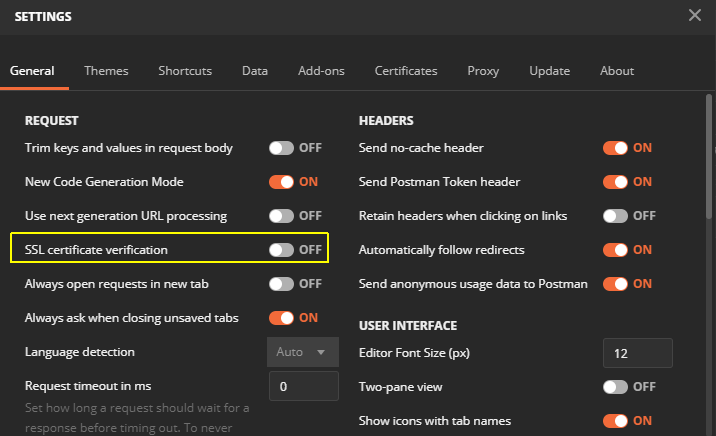 SETTINGS
General Themes Shortcuts Data Add-ons Certificates Proxy Update About
REQUEST
Trim keys and values in request body OFF
New Code Generation Mode ON
Use next generation URL processing OFF
SSL certificate verification OFF
Always open requests in new tab OFF
Always ask when closing unsaved tabs ON
Language detection Auto
Request timeout in ms 0
Set how long a request should wait for a
response before timing out. To never
HEADERS
Send no-cache header ON
Send Postman Token header ON
Retain headers when clicking on links OFF
Automatically follow redirects ON
Send anonymous usage data to Postman ON
USER INTERFACE
Editor Font Size (px) 12
Two-pane view OFF
Show icons with tab names ON